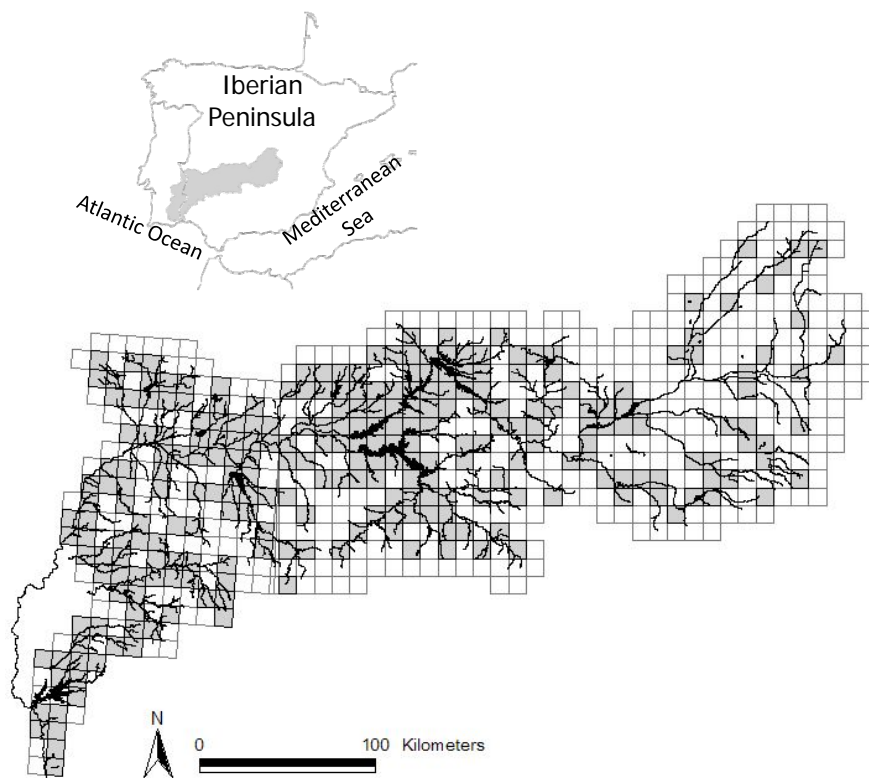 Iberian
Peninsula
Atlantic Ocean
Mediterranean
Sea
N
0
100 Kilometers